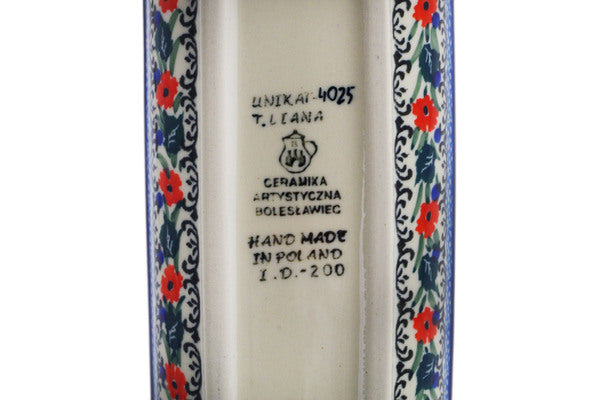 UNIKAT-4025
T.LIANA
B
CERAMIKA
ARTYSTYCZNA
BOLESŁAWIEC
HAND MADE
IN POLAND
I.D.-200